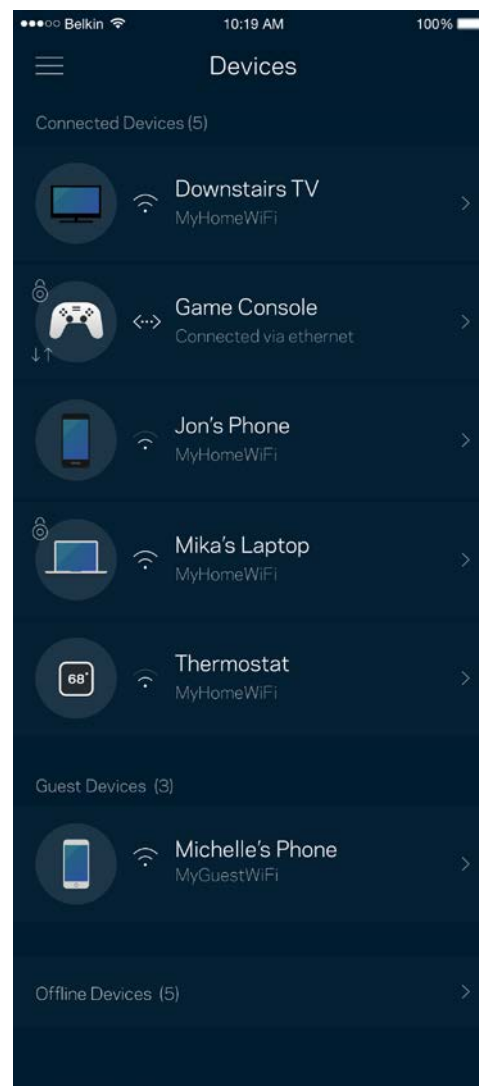 Belkin 10:19 AM 100%
Devices
Connected Devices (5)
Downstairs TV
MyHomeWiFi
Game Console
Connected via ethernet
Jon's Phone
MyHomeWiFi
Mika's Laptop
MyHomeWiFi
68°
Thermostat
MyHomeWiFi
Guest Devices (3)
Michelle's Phone
MyGuestWiFi
Offline Devices (5)